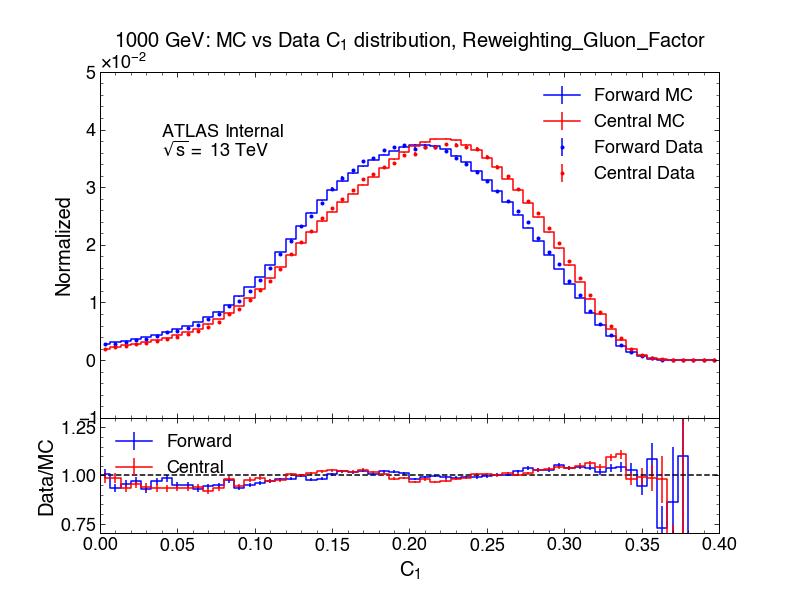 1000 GeV: MC vs Data C₁ distribution, Reweighting_Gluon_Factor
×10⁻²
5
4
3
2
1
0
−1
Normalized
ATLAS Internal
√s = 13 TeV
Forward MC
Central MC
Forward Data
Central Data
1.25
1.00
0.75
Data/MC
Forward
Central
0.00 0.05 0.10 0.15 0.20 0.25 0.30 0.35 0.40
C₁